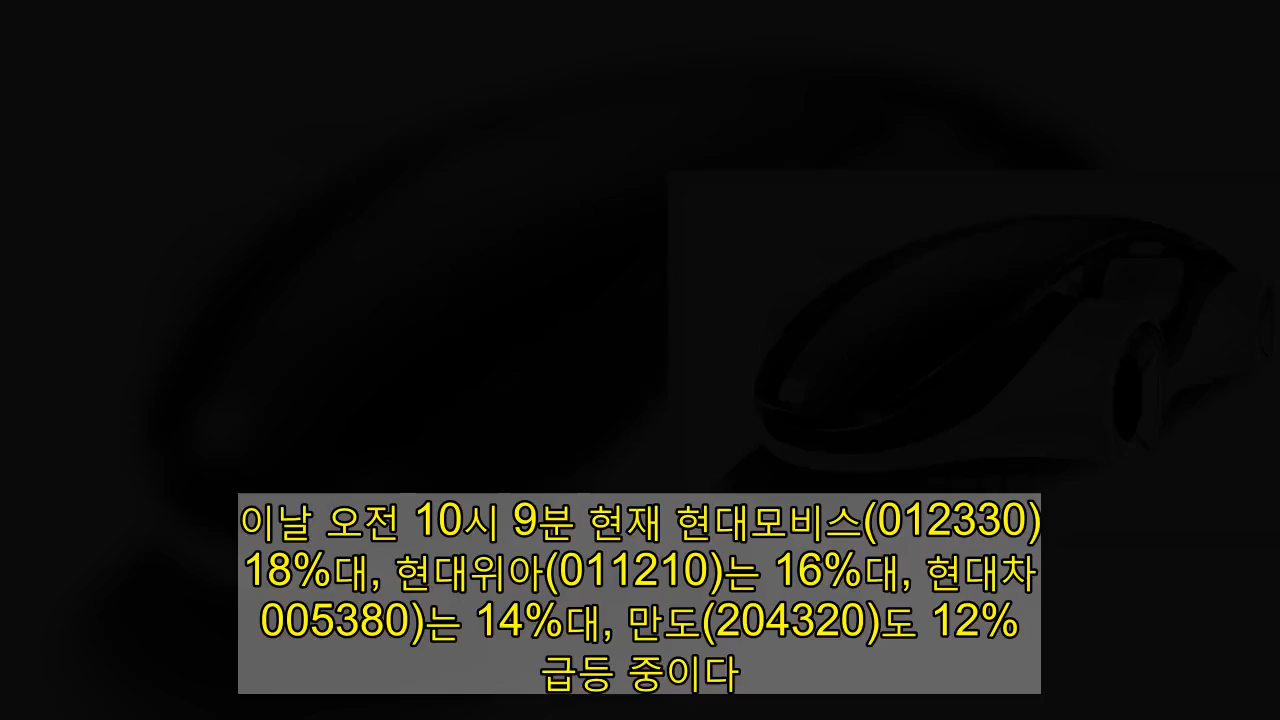 이날 오전 10시 9분 현재 현대모비스(012330)
18%대, 현대위아(011210)는 16%대, 현대차
005380)는 14%대, 만도(204320)도 12%
급등 중이다